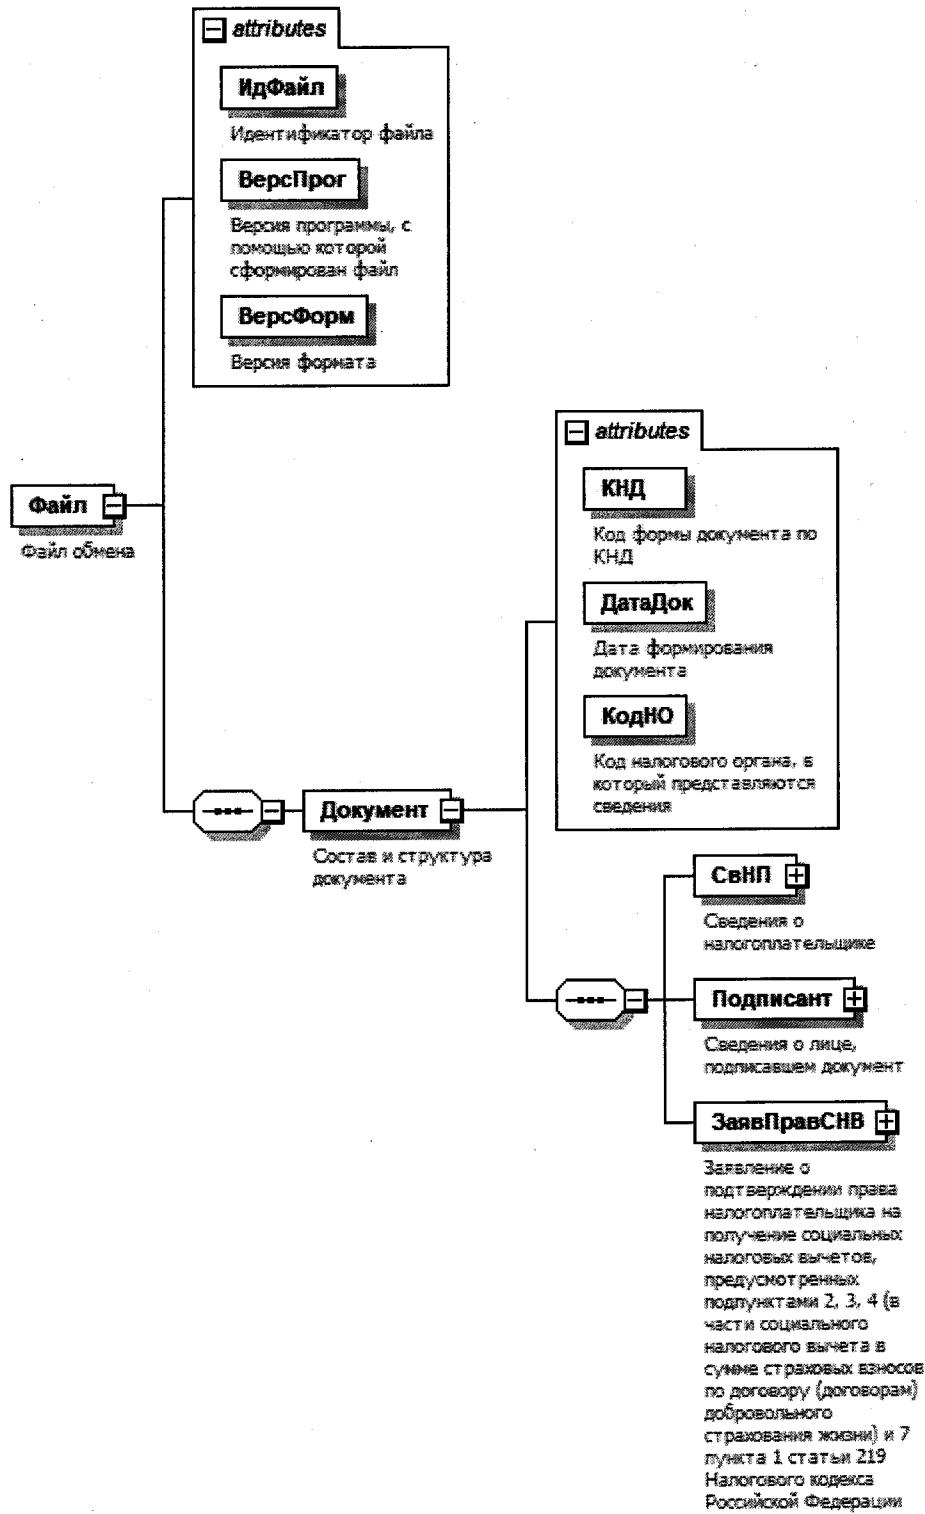 attributes
ИдФайл
Идентификатор файла
ВерсПрог
Версия программы, с
помощью которой
сформирован файл
ВерсФорм
Версия формата
Файл
Файл обмена
attributes
КНД
Код формы документа по
КНД
ДатаДок
Дата формирования
документа
КодНО
Код налогового органа, в
который представляются
сведения
Документ
Состав и структура
документа
СвНП
Сведения о
налогоплательщике
Подписант
Сведения о лице,
подписавшем документ
ЗаявПравСНВ
Заявление о
подтверждении права
налогоплательщика на
получение социальных
налоговых вычетов,
предусмотренных
подпунктами 2, 3, 4 (в
части социального
налогового вычета в
сумме страховых взносов
по договору (договорам)
добровольного
страхования жизни) и 7
пункта 1 статьи 219
Налогового кодекса
Российской Федерации